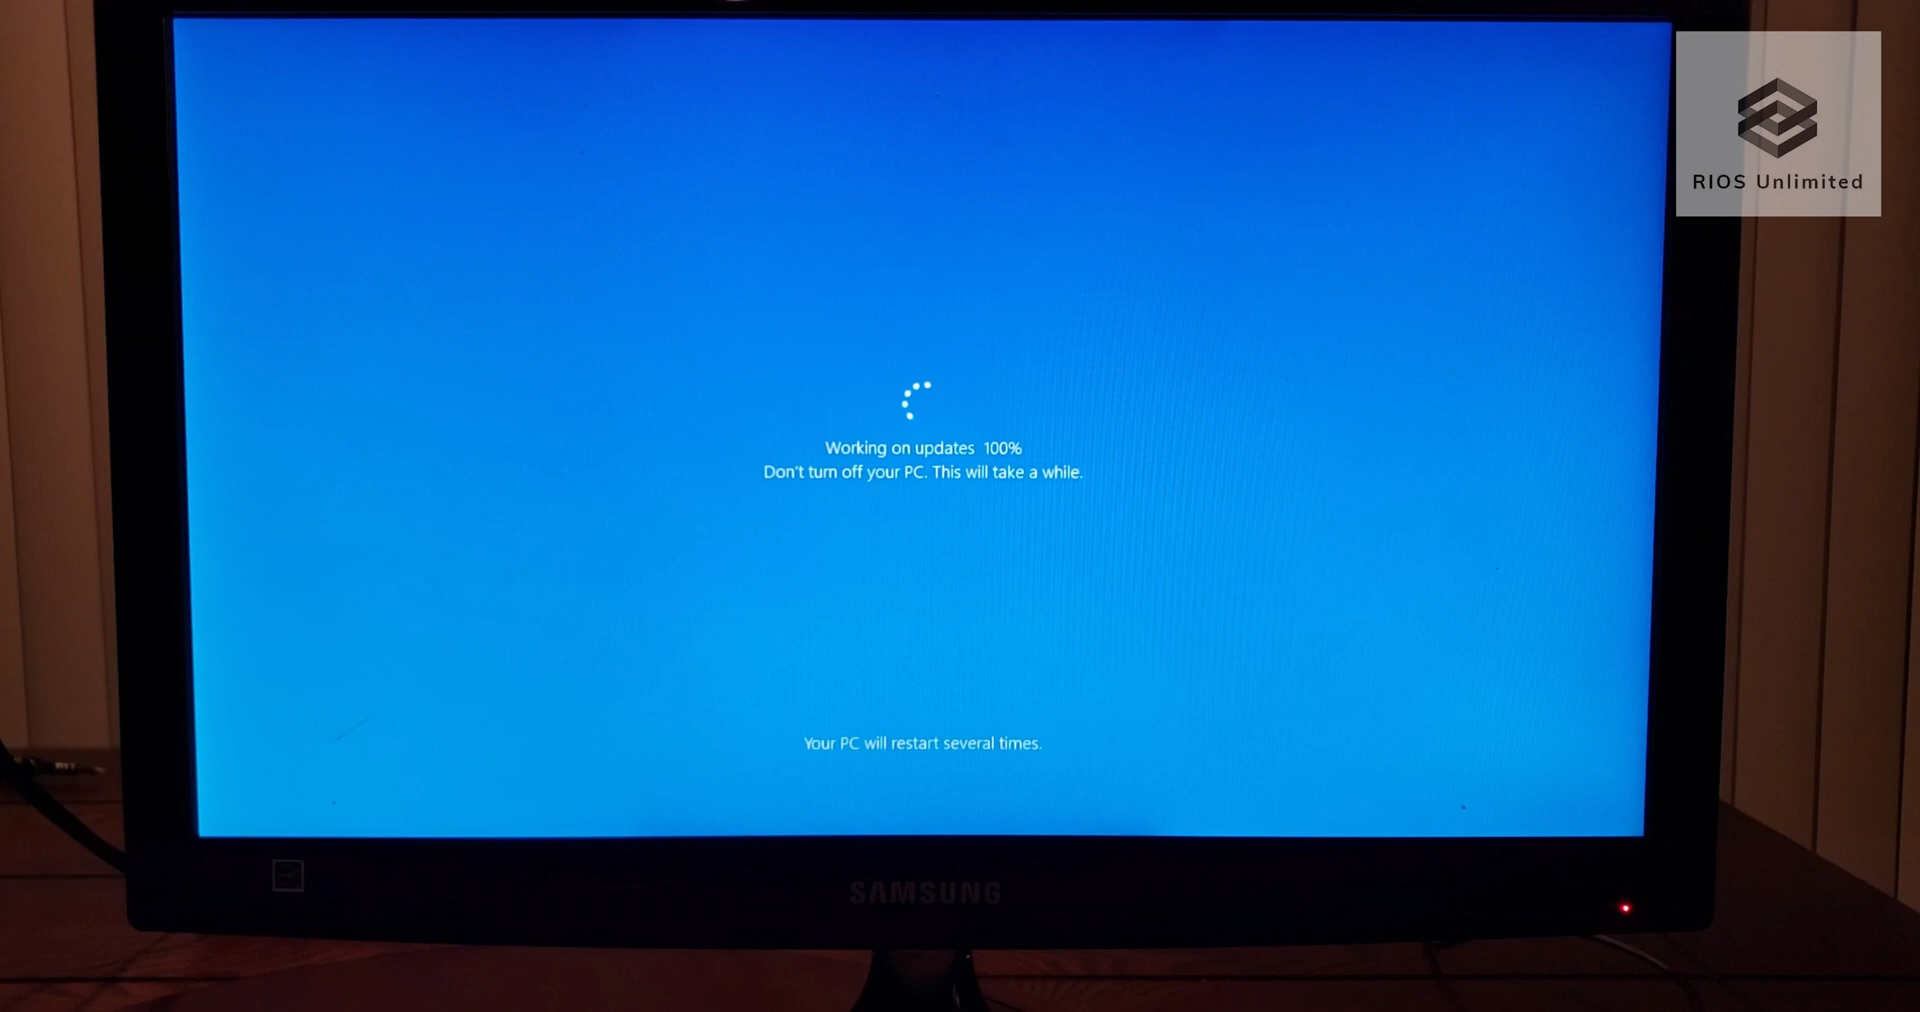 RIOS Unlimited
Working on updates 100%
Don't turn off your PC. This will take a while.
Your PC will restart several times.
SAMSUNG